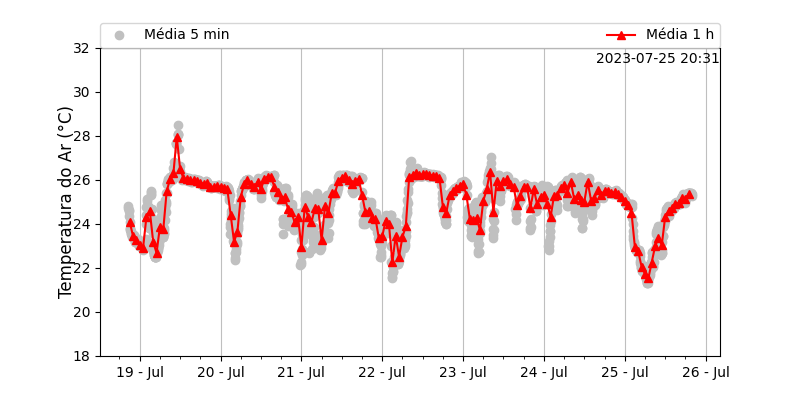 Média 5 min
Média 1 h
2023-07-25 20:31
Temperatura do Ar (°C)
32
30
28
26
24
22
20
18
19 - Jul
20 - Jul
21 - Jul
22 - Jul
23 - Jul
24 - Jul
25 - Jul
26 - Jul